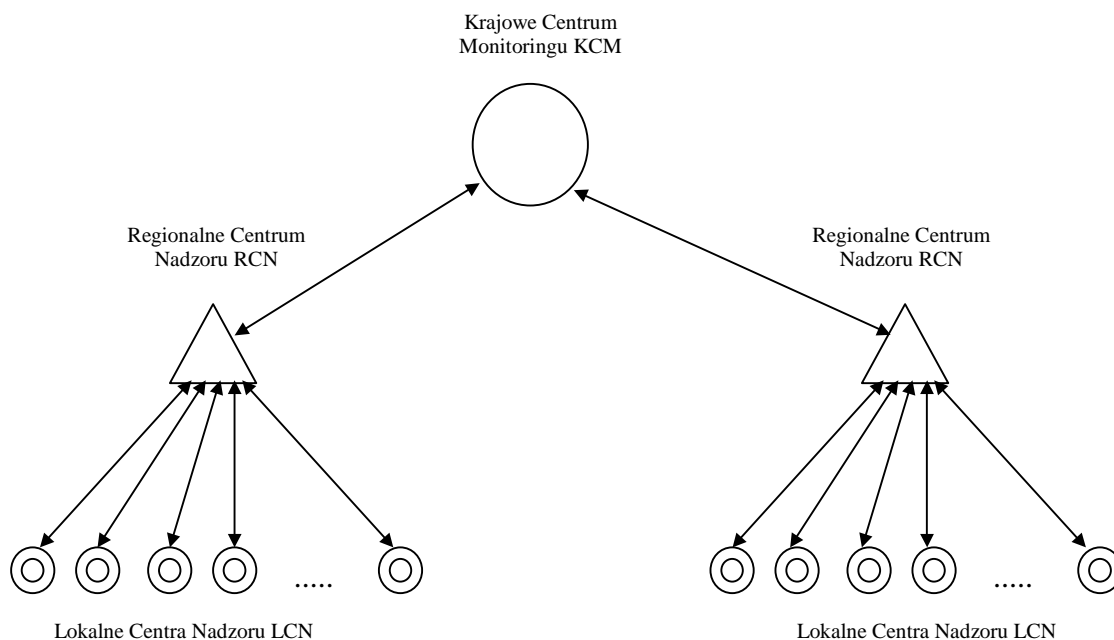 Krajowe Centrum
Monitoringu KCM
Regionalne Centrum
Nadzoru RCN
Regionalne Centrum
Nadzoru RCN
.....
.....
Lokalne Centra Nadzoru LCN
Lokalne Centra Nadzoru LCN